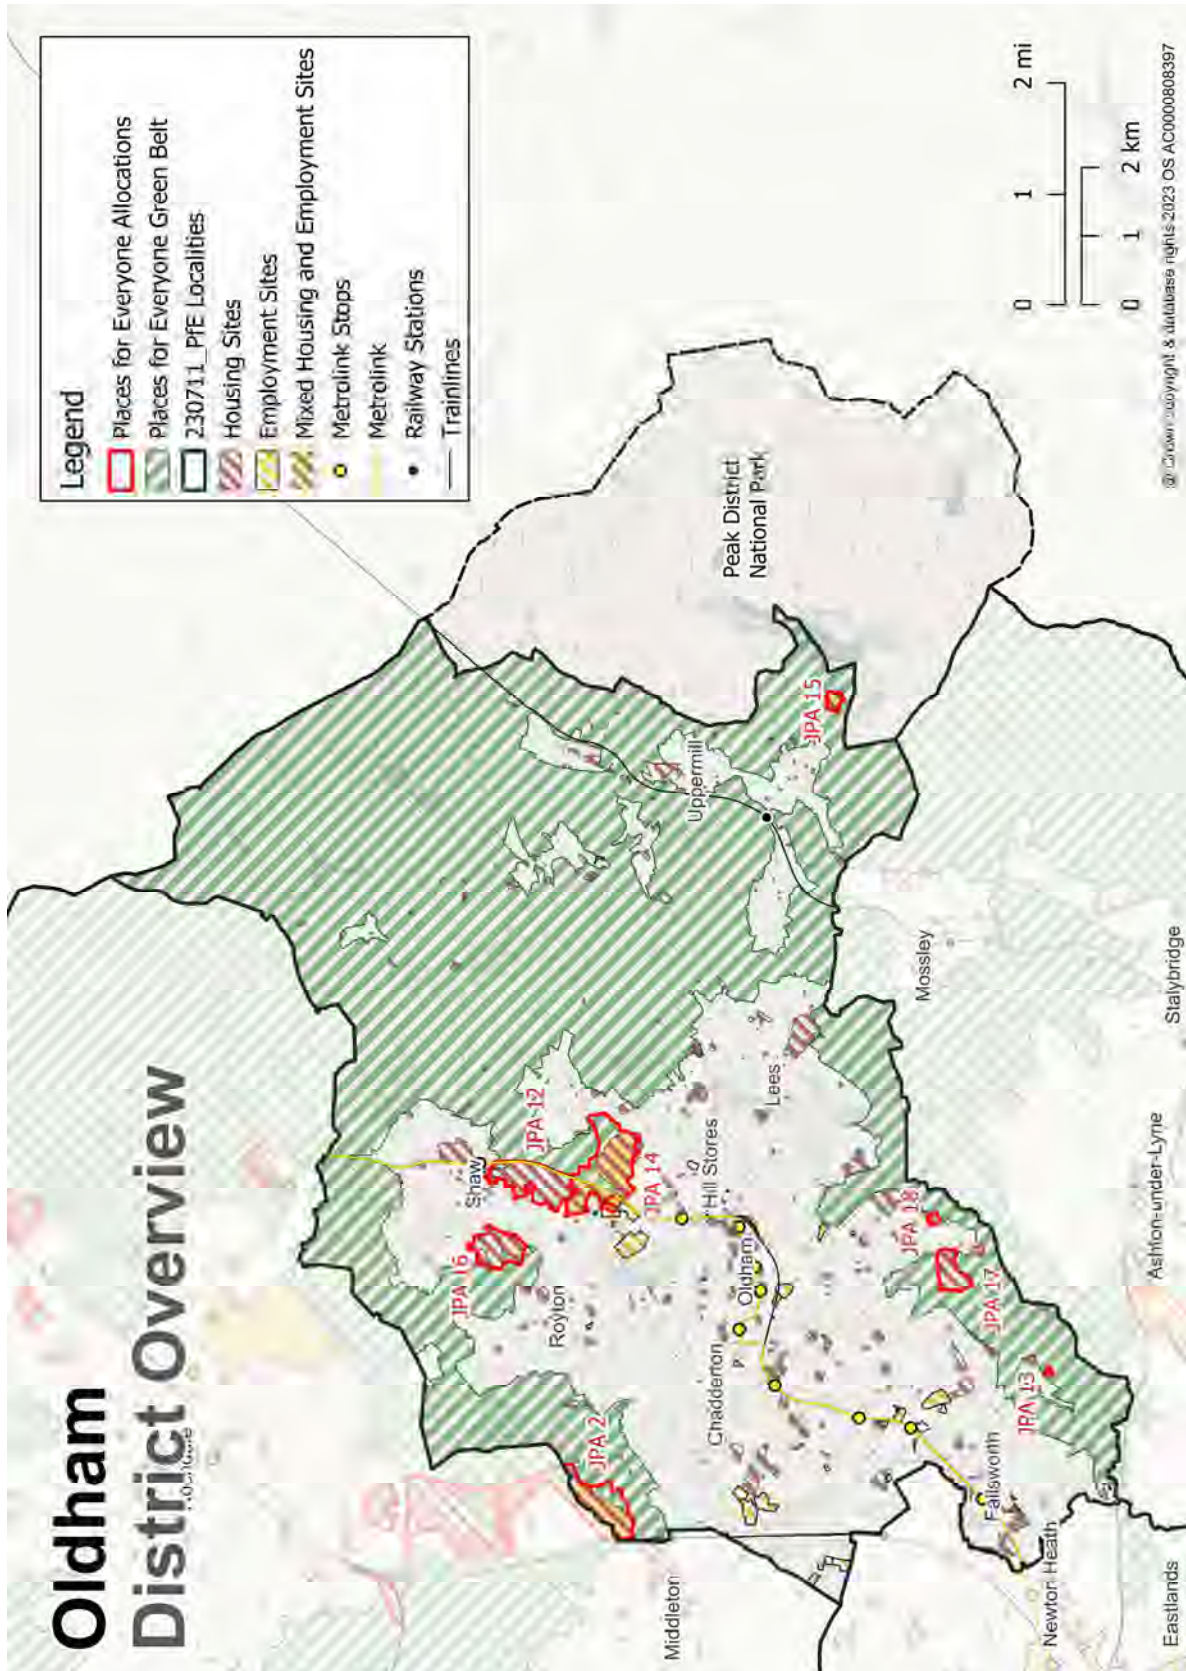 Oldham
District Overview
Legend
Places for Everyone Allocations
Places for Everyone Green Belt
230711_PfE Localities
Housing Sites
Employment Sites
Mixed Housing and Employment Sites
Metrolink Stops
Metrolink
Railway Stations
Trainlines
JPA 12
Shaw
JPA 16
JPA 14
Royton
JPA 2
Hill Stores
Oldham
Chadderton
Lees
Uppermill
Peak District
National Park
JPA 15
JPA 18
JPA 17
JPA 13
Failsworth
Middleton
Newton Heath
Eastlands
Mossley
Ashton-under-Lyne
Stalybridge
0 1 2 mi
0 1 2 km
@ Crown copyright & database rights 2023 OS AC0000808397